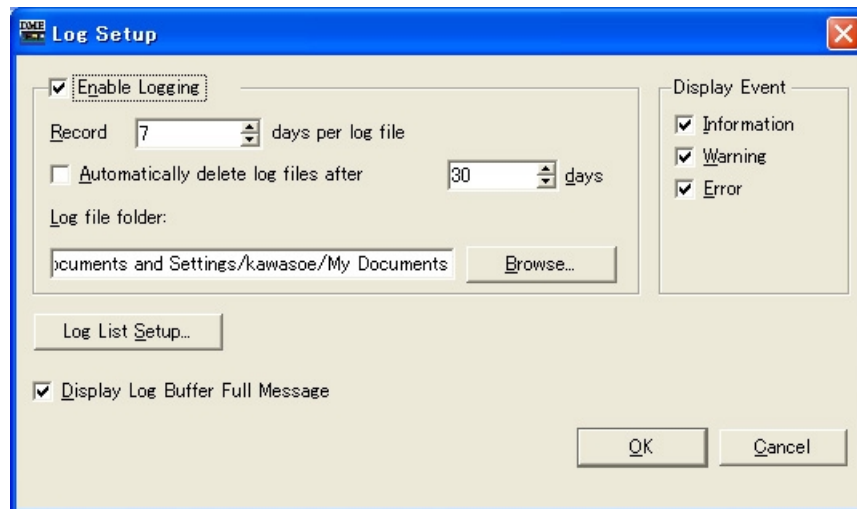 DME
Log Setup
Enable Logging
Display Event
Record 7 days per log file
Information
Automatically delete log files after 30 days
Warning
Error
Log file folder:
ocuments and Settings/kawasoe/My Documents
Browse...
Log List Setup...
Display Log Buffer Full Message
OK
Cancel